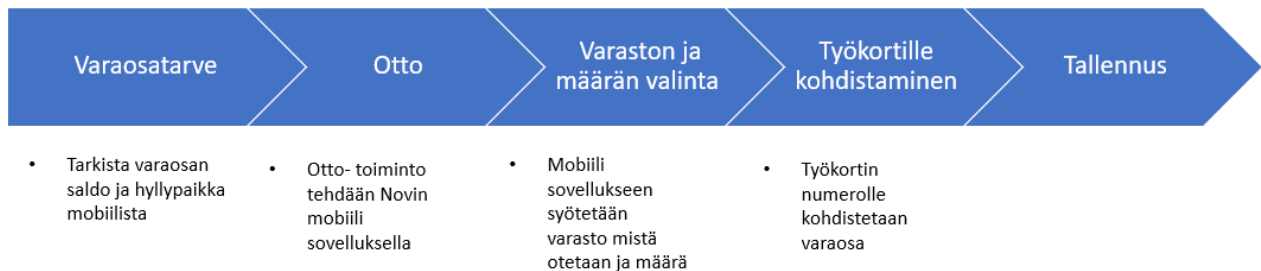 Varaosatarve
Otto
Varaston ja
määrän valinta
Työkortille
kohdistaminen
Tallennus
• Tarkista varaosan
saldo ja hyllypaikka
mobiilista
• Otto- toiminto
tehdään Novin
mobiili
sovelluksella
• Mobiili
sovellukseen
syötetään
varasto mistä
otetaan ja määrä
• Työkortin
numerolle
kohdistetaan
varaosa